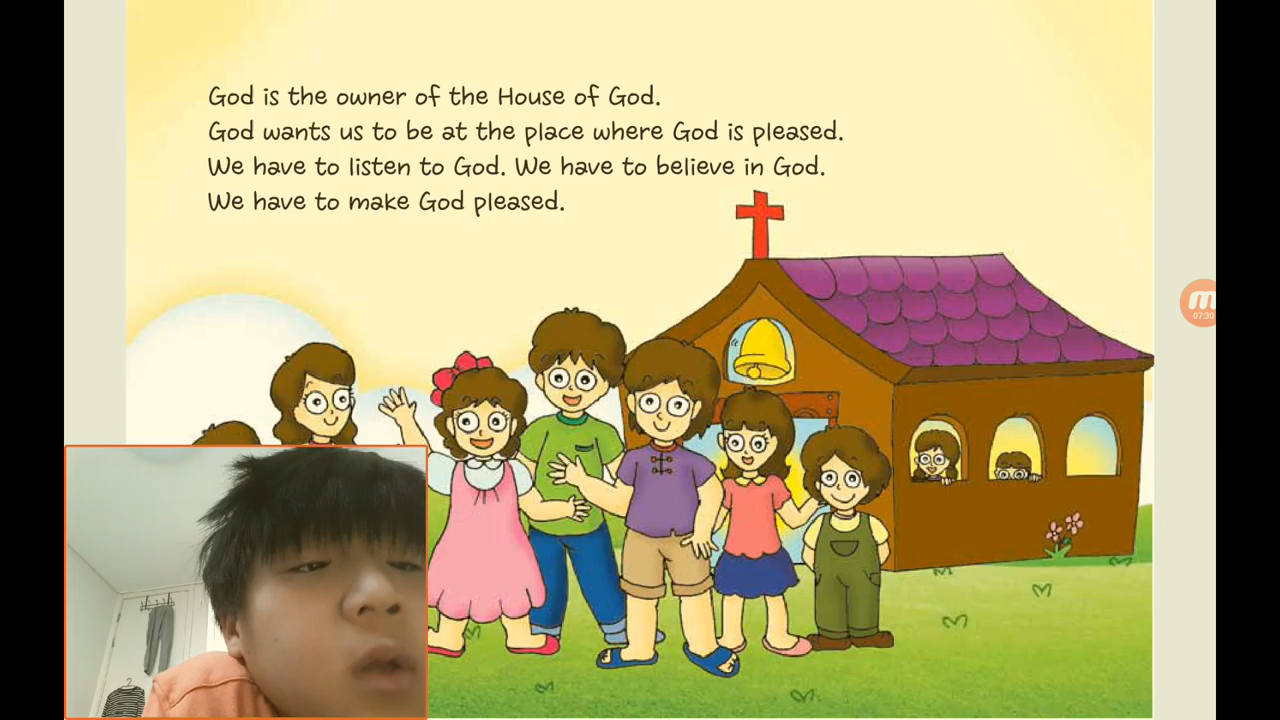 God is the owner of the House of God.
God wants us to be at the place where God is pleased.
We have to listen to God. We have to believe in God.
We have to make God pleased.
07:30